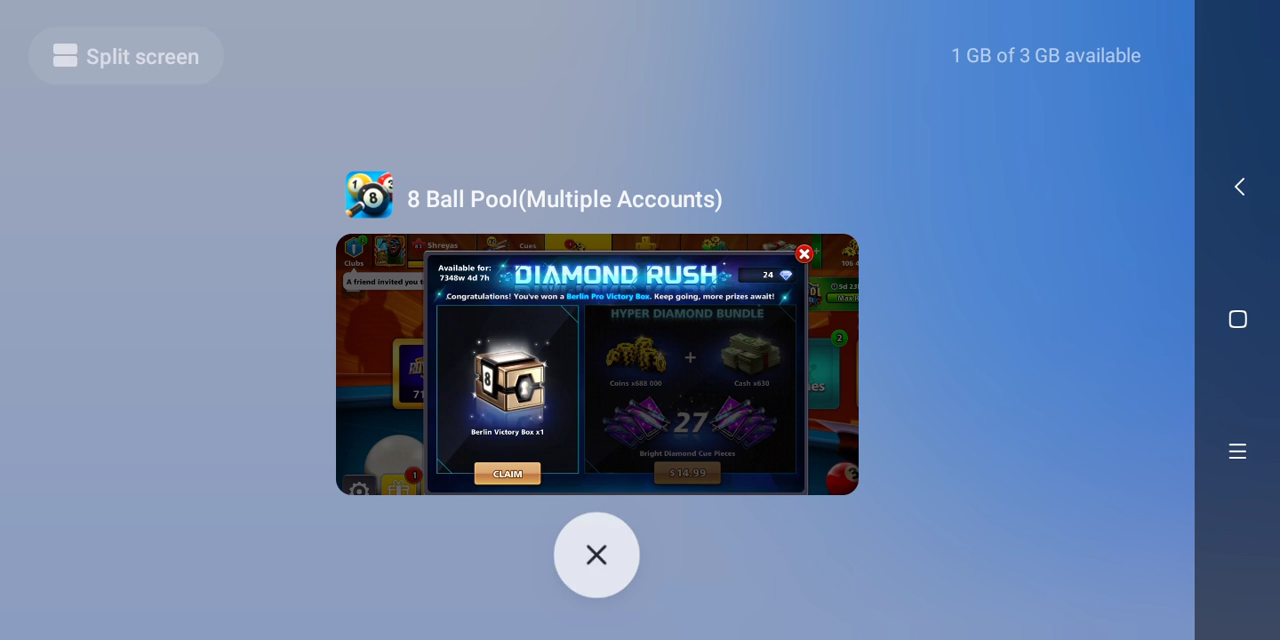 Split screen
1 GB of 3 GB available
8 Ball Pool(Multiple Accounts)
Shreyas
Cues
Clubs
Available for:
7348w 4d 7h
DIAMOND RUSH
24
A friend invited you t
Congratulations! You've won a Berlin Pro Victory Box. Keep going, more prizes await!
HYPER DIAMOND BUNDLE
Coins x688 000
+
Cash x630
2
27
Berlin Victory Box x1
Bright Diamond Cue Pieces
CLAIM
$14.99
1